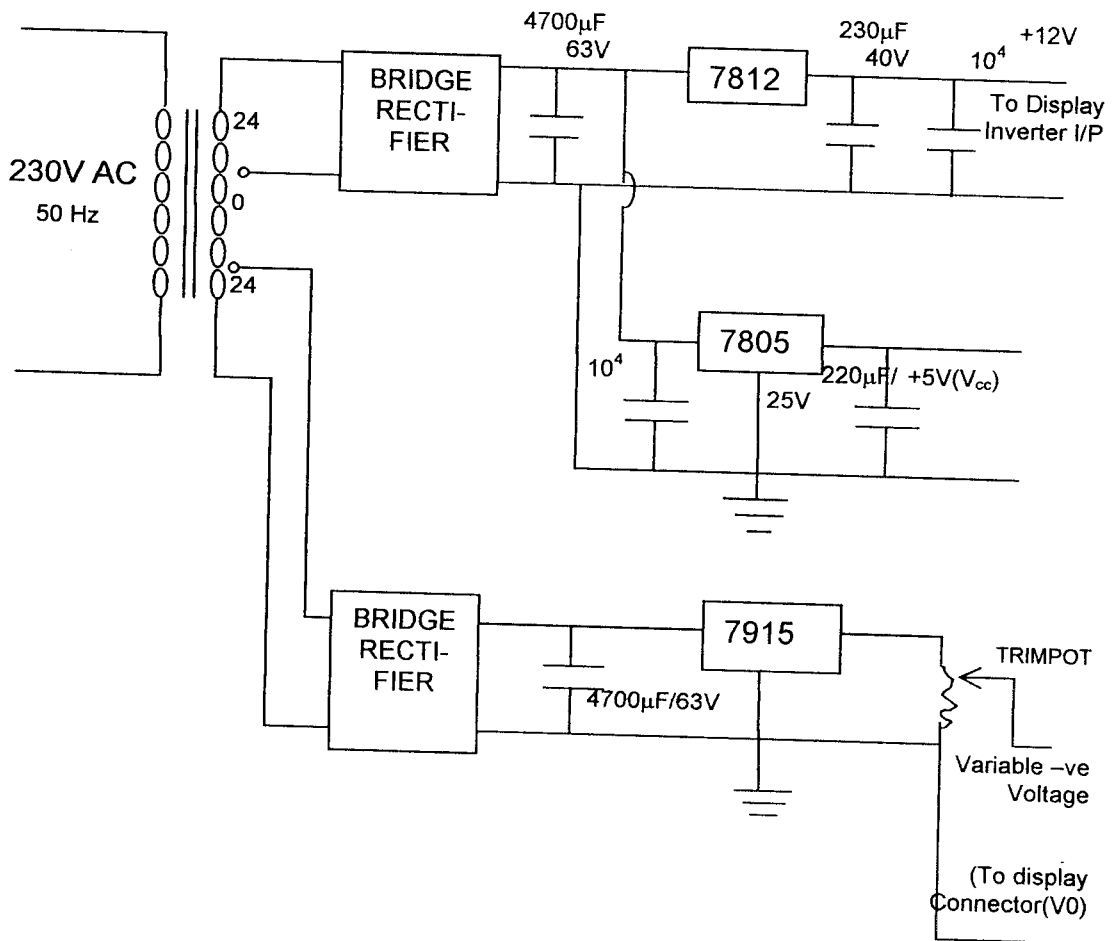 4700µF
63V
230µF
40V
10⁴
+12V
BRIDGE
RECTI-
FIER
7812
To Display
Inverter I/P
24
230V AC
0
50 Hz
24
7805
10⁴
220µF/ +5V(Vcc)
25V
BRIDGE
RECTI-
FIER
7915
TRIMPOT
4700µF/63V
Variable –ve
Voltage
(To display
Connector(V0)